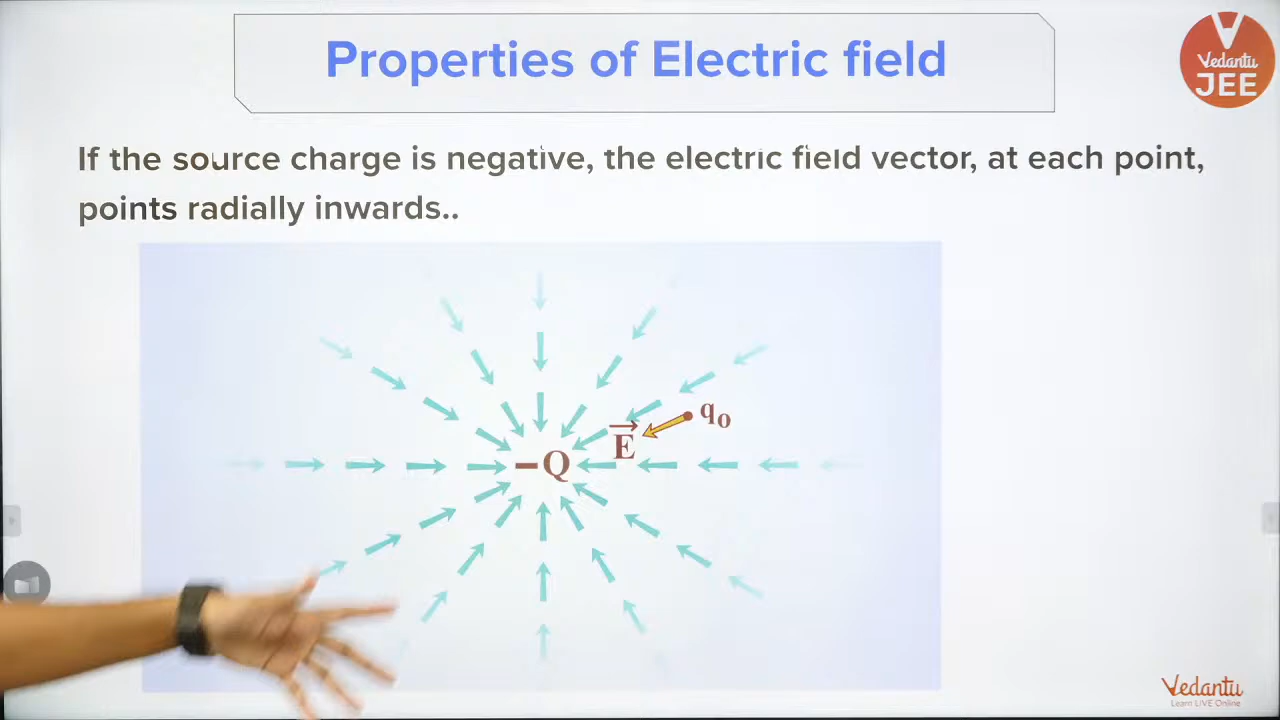 Properties of Electric field
Vedantu
JEE
If the source charge is negative, the electric field vector, at each point,
points radially inwards..
q₀
E⃗
−Q
Vedantu
Learn LIVE Online